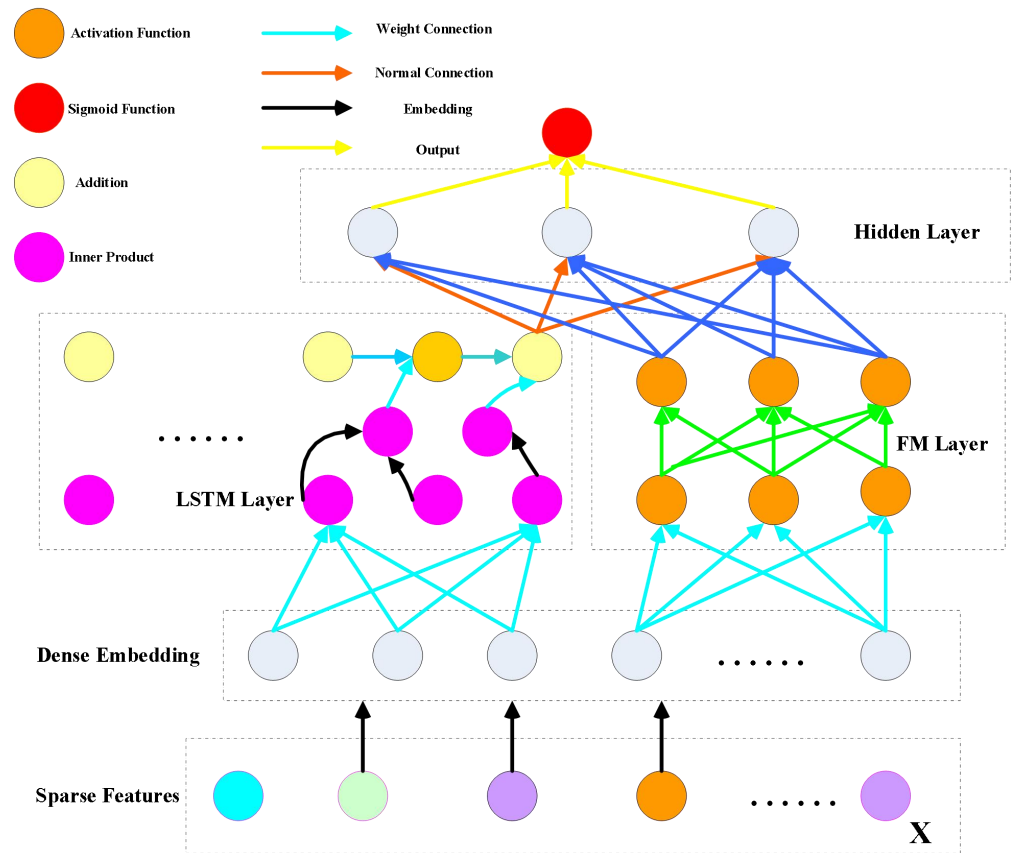 Activation Function
Weight Connection
Normal Connection
Sigmoid Function
Embedding
Output
Addition
Inner Product
Hidden Layer
......
FM Layer
LSTM Layer
Dense Embedding
......
Sparse Features
......
X